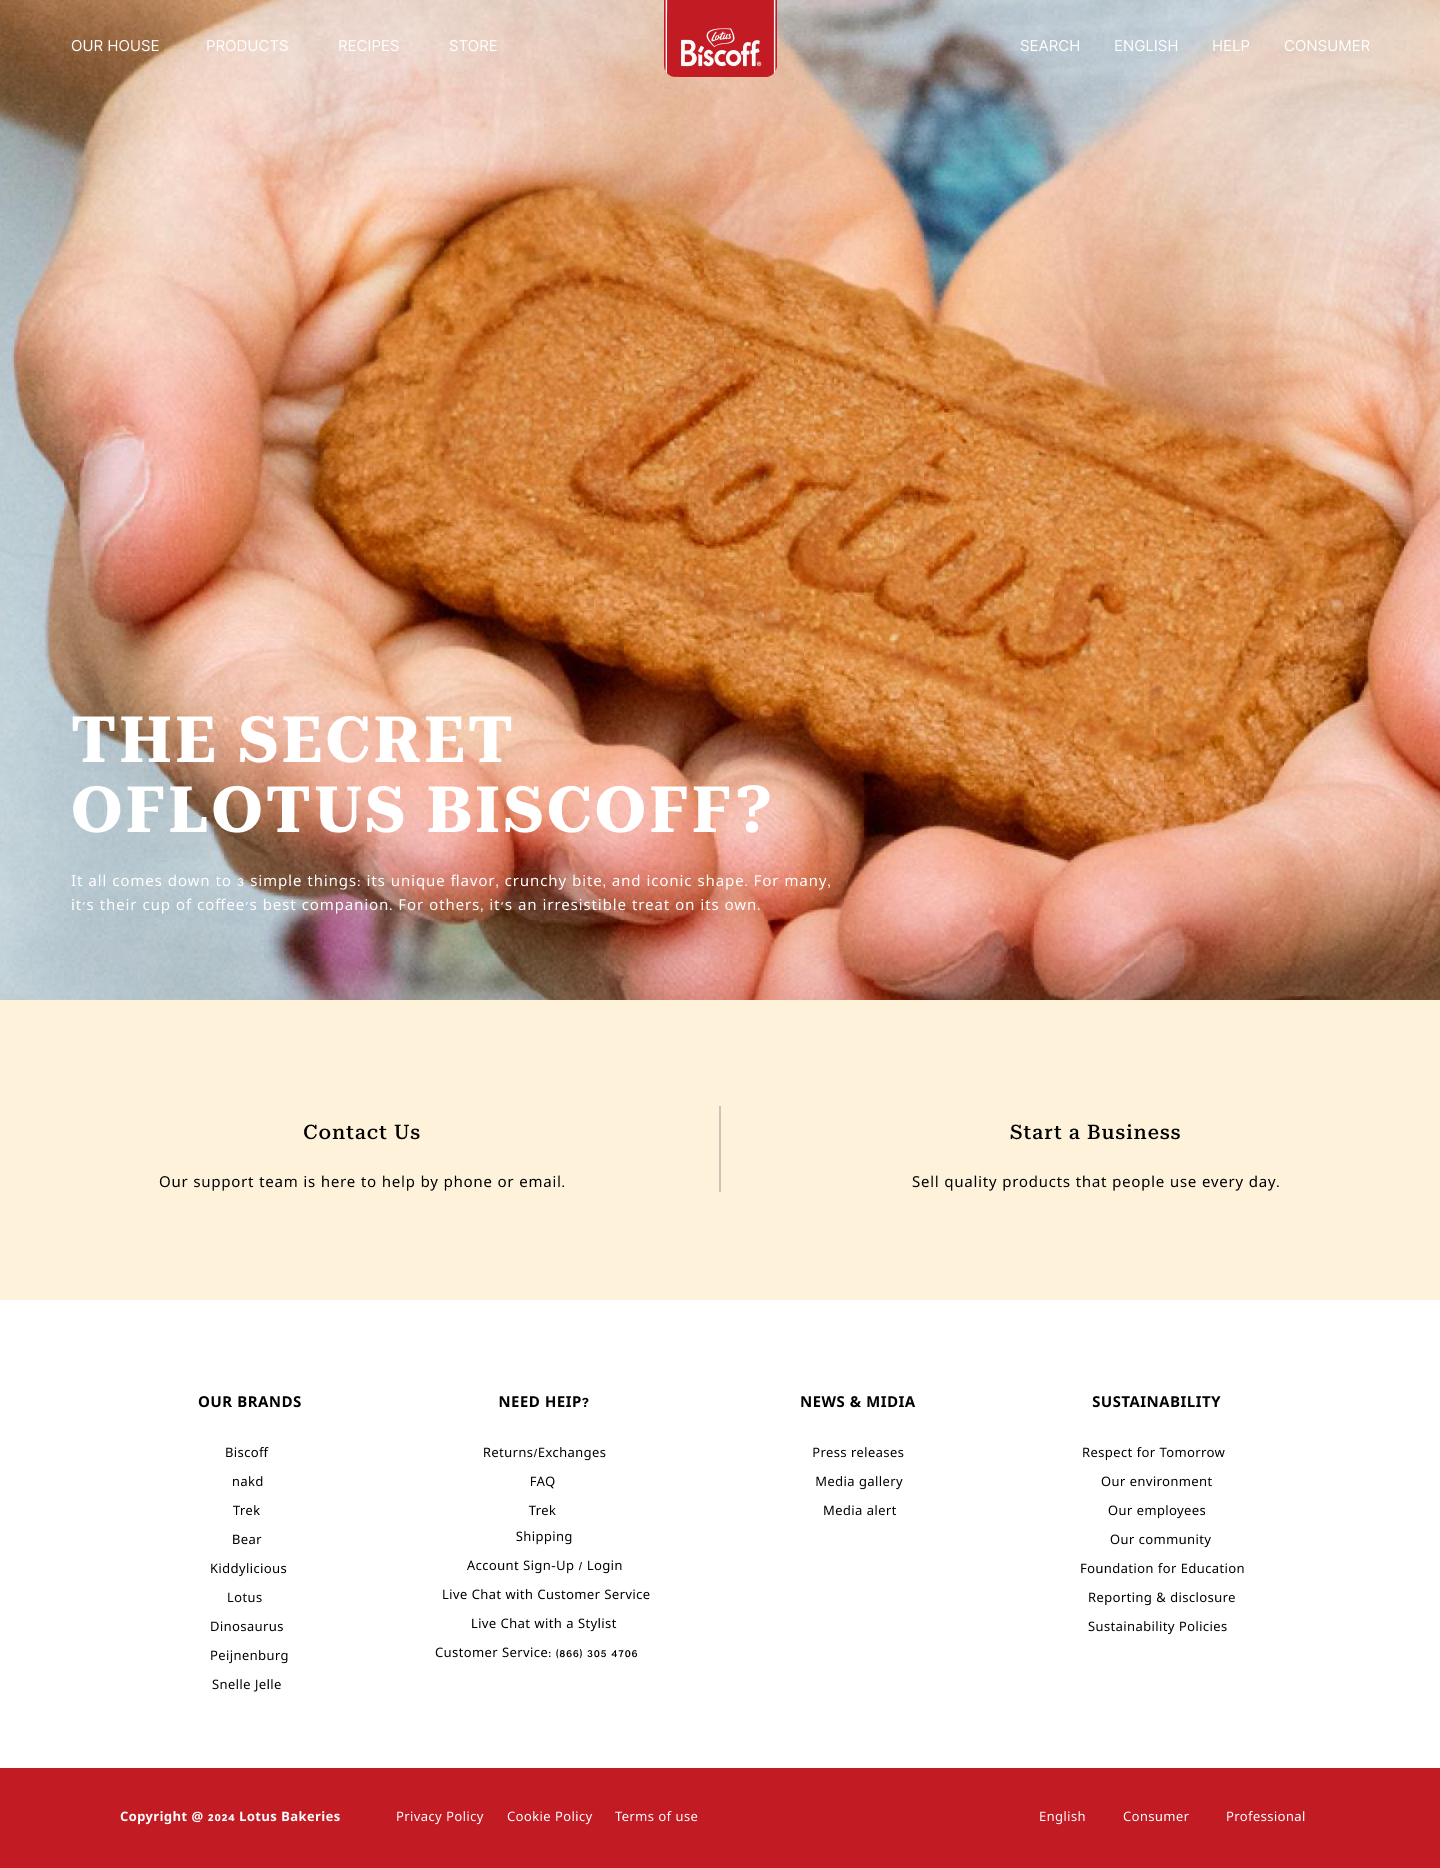 OUR HOUSE PRODUCTS RECIPES STORE Lotus Biscoff® SEARCH ENGLISH HELP CONSUMER
Lotus
THE SECRET
OFLOTUS BISCOFF?
It all comes down to 3 simple things: its unique flavor, crunchy bite, and iconic shape. For many,
it's their cup of coffee's best companion. For others, it's an irresistible treat on its own.
Contact Us
Our support team is here to help by phone or email.
Start a Business
Sell quality products that people use every day.
OUR BRANDS
Biscoff
nakd
Trek
Bear
Kiddylicious
Lotus
Dinosaurus
Peijnenburg
Snelle Jelle
NEED HEIP?
Returns/Exchanges
FAQ
Trek
Shipping
Account Sign-Up / Login
Live Chat with Customer Service
Live Chat with a Stylist
Customer Service: (866) 305 4706
NEWS & MIDIA
Press releases
Media gallery
Media alert
SUSTAINABILITY
Respect for Tomorrow
Our environment
Our employees
Our community
Foundation for Education
Reporting & disclosure
Sustainability Policies
Copyright @ 2024 Lotus Bakeries Privacy Policy Cookie Policy Terms of use English Consumer Professional